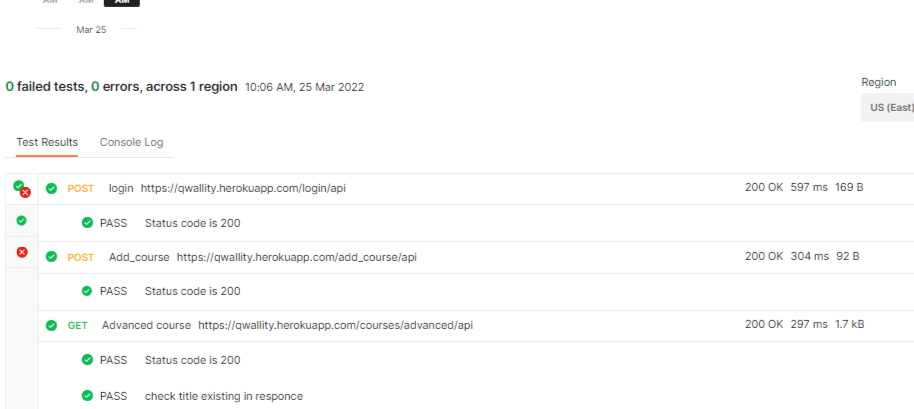 AM AM AM
Mar 25
0 failed tests, 0 errors, across 1 region 10:06 AM, 25 Mar 2022
Region
US (East)
Test Results Console Log
POST login https://qwallity.herokuapp.com/login/api 200 OK 597 ms 169 B
PASS Status code is 200
POST Add_course https://qwallity.herokuapp.com/add_course/api 200 OK 304 ms 92 B
PASS Status code is 200
GET Advanced course https://qwallity.herokuapp.com/courses/advanced/api 200 OK 297 ms 1.7 kB
PASS Status code is 200
PASS check title existing in responce